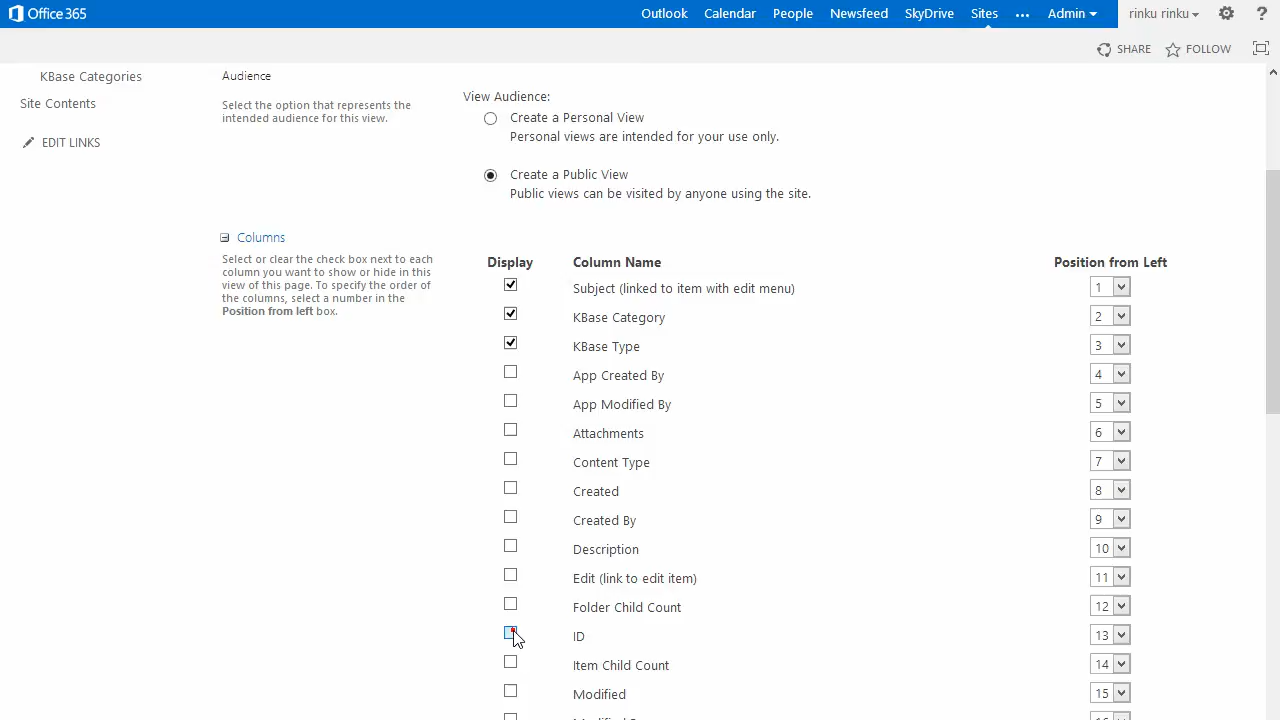 Office 365
Outlook Calendar People Newsfeed SkyDrive Sites ... Admin rinku rinku ?
SHARE FOLLOW
KBase Categories
Site Contents
EDIT LINKS
Audience
Select the option that represents the
intended audience for this view.
View Audience:
Create a Personal View
Personal views are intended for your use only.
Create a Public View
Public views can be visited by anyone using the site.
Columns
Select or clear the check box next to each
column you want to show or hide in this
view of this page. To specify the order of
the columns, select a number in the
Position from left box.
Display Column Name Position from Left
Subject (linked to item with edit menu) 1
KBase Category 2
KBase Type 3
App Created By 4
App Modified By 5
Attachments 6
Content Type 7
Created 8
Created By 9
Description 10
Edit (link to edit item) 11
Folder Child Count 12
ID 13
Item Child Count 14
Modified 15